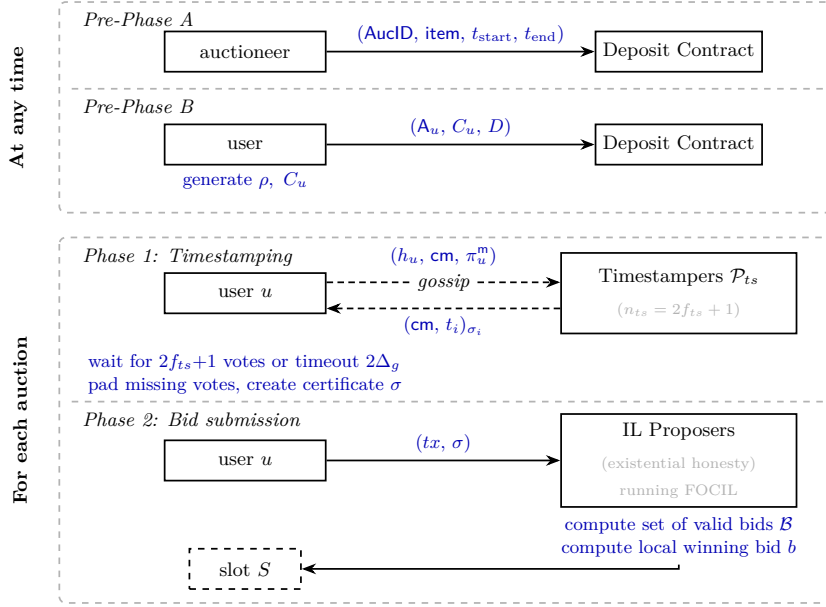 At any time
Pre-Phase A
auctioneer
(AucID, item, t_start, t_end)
Deposit Contract
Pre-Phase B
user
(A_u, C_u, D)
Deposit Contract
generate ρ, C_u
For each auction
Phase 1: Timestamping
user u
(h_u, cm, π_u^m)
gossip
(cm, t_i)_σ_i
Timestampers 𝒫_ts
(n_ts = 2f_ts + 1)
wait for 2f_ts+1 votes or timeout 2Δ_g
pad missing votes, create certificate σ
Phase 2: Bid submission
user u
(tx, σ)
IL Proposers
(existential honesty)
running FOCIL
compute set of valid bids ℬ
compute local winning bid b
slot S